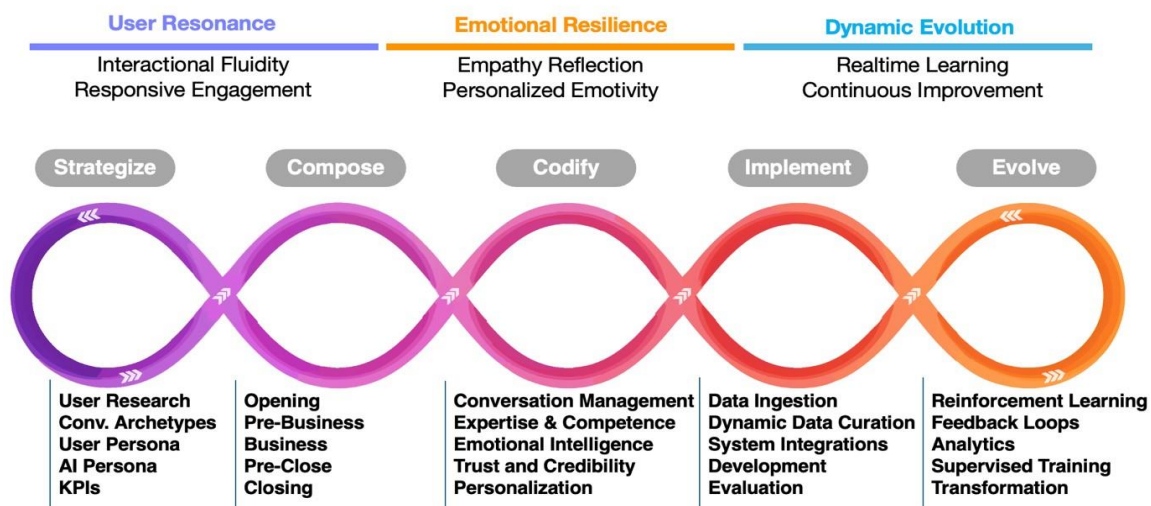 User Resonance
Interactional Fluidity
Responsive Engagement
Emotional Resilience
Empathy Reflection
Personalized Emotivity
Dynamic Evolution
Realtime Learning
Continuous Improvement
Strategize
Compose
Codify
Implement
Evolve
User Research
Conv. Archetypes
User Persona
AI Persona
KPIs
Opening
Pre-Business
Business
Pre-Close
Closing
Conversation Management
Expertise & Competence
Emotional Intelligence
Trust and Credibility
Personalization
Data Ingestion
Dynamic Data Curation
System Integrations
Development
Evaluation
Reinforcement Learning
Feedback Loops
Analytics
Supervised Training
Transformation